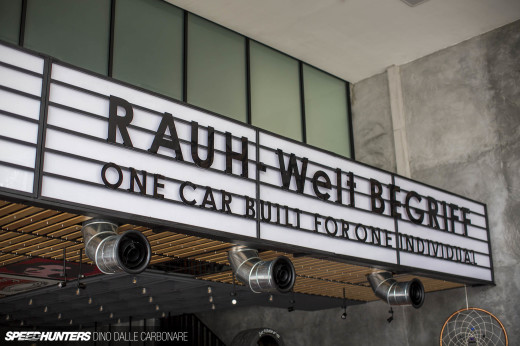 RAUH-Welt BEGRIFF
ONE CAR BUILT FOR ONE INDIVIDUAL
SPEEDHUNTERS DINO DALLE CARBONARE